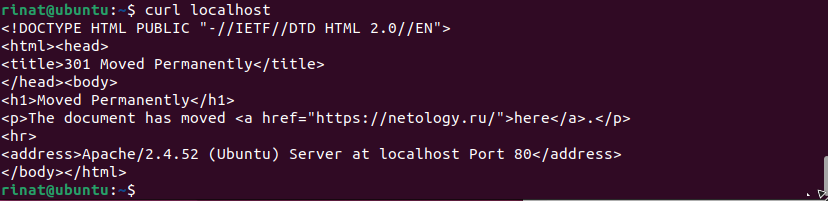 rinat@ubuntu:~$ curl localhost
<!DOCTYPE HTML PUBLIC "-//IETF//DTD HTML 2.0//EN">
<html><head>
<title>301 Moved Permanently</title>
</head><body>
<h1>Moved Permanently</h1>
<p>The document has moved <a href="https://netology.ru/">here</a>.</p>
<hr>
<address>Apache/2.4.52 (Ubuntu) Server at localhost Port 80</address>
</body></html>
rinat@ubuntu:~$